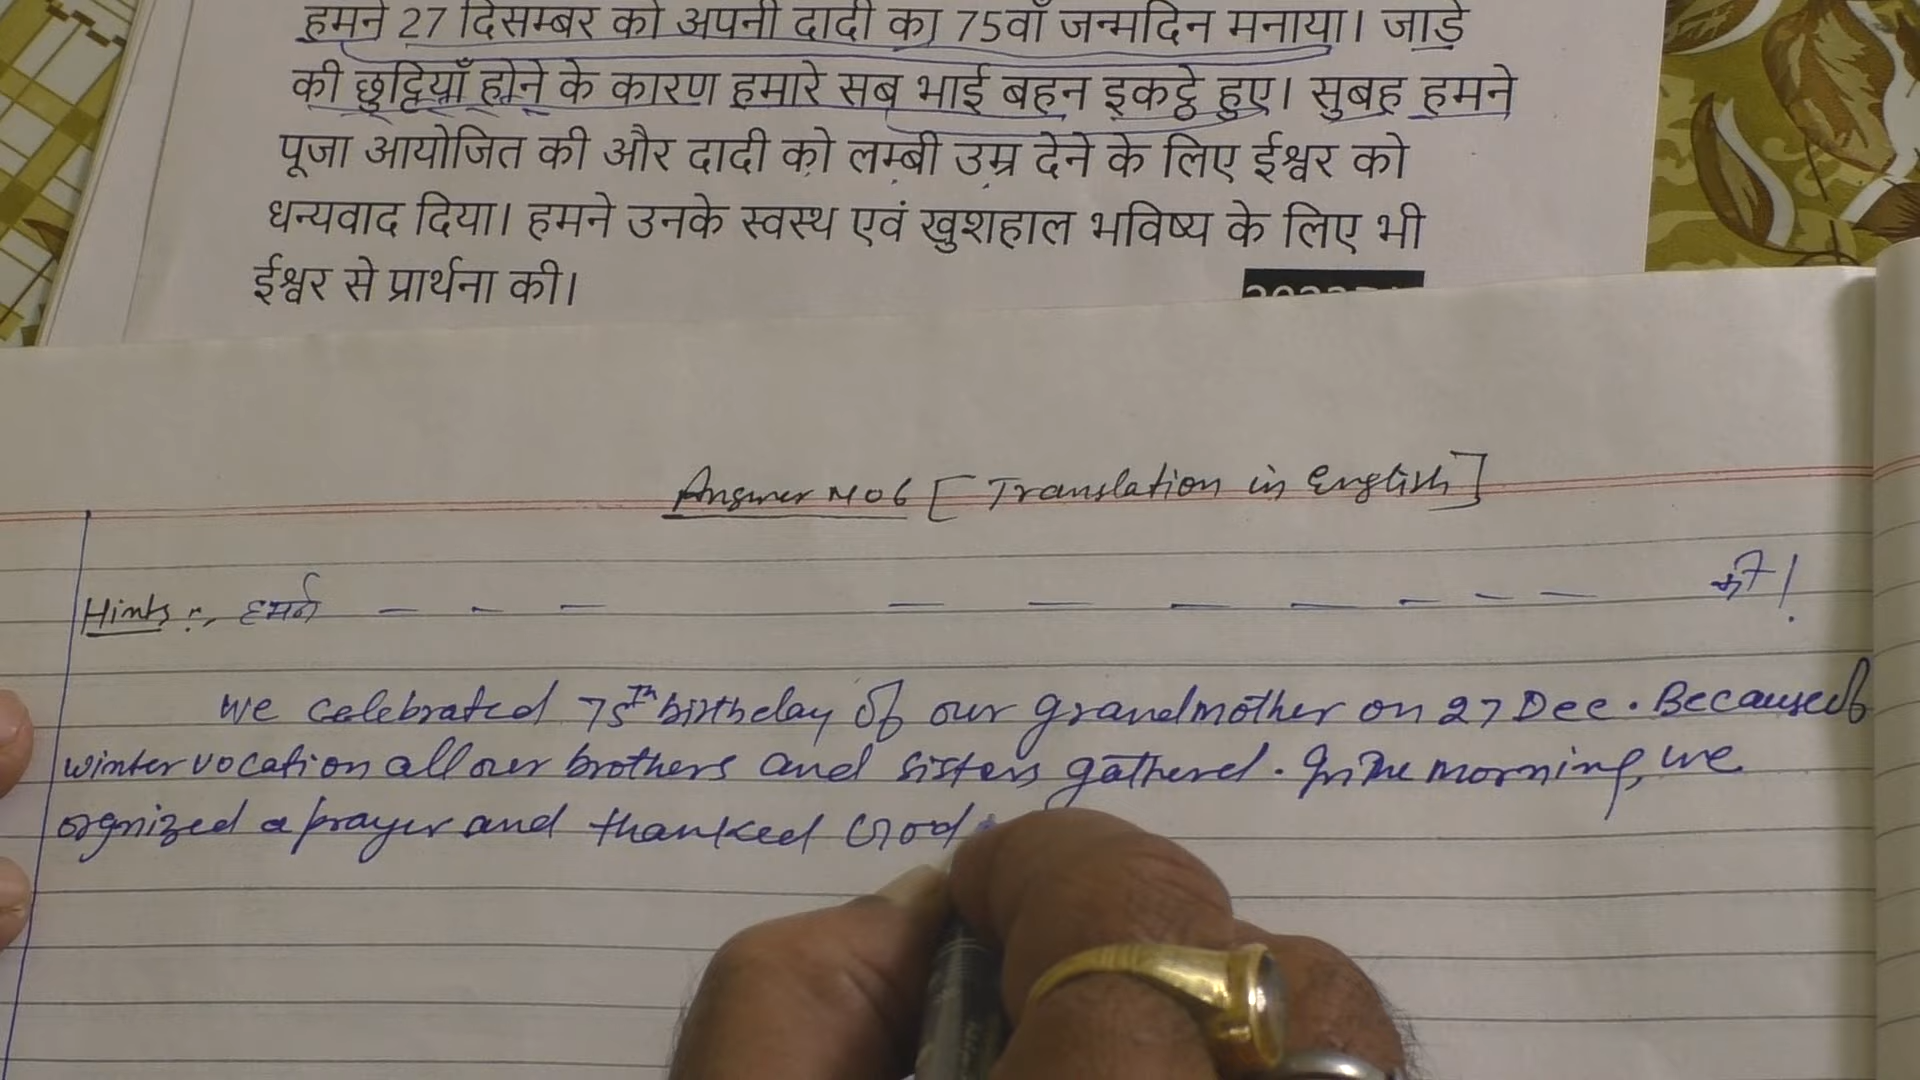 हमने 27 दिसम्बर को अपनी दादी का 75वाँ जन्मदिन मनाया। जाड़े
की छुट्टियाँ होने के कारण हमारे सब भाई बहन इकट्ठे हुए। सुबह हमने
पूजा आयोजित की और दादी को लम्बी उम्र देने के लिए ईश्वर को
धन्यवाद दिया। हमने उनके स्वस्थ एवं खुशहाल भविष्य के लिए भी
ईश्वर से प्रार्थना की।
Answer No 6 [Translation in English]
Hints :- हमने - - - - - - - - - - की।
We celebrated 75Th birthday of our grandmother on 27 Dec. Because of
winter vocation all our brothers and sisters gathered. In The morning, we
orgnized a prayer and thanked God